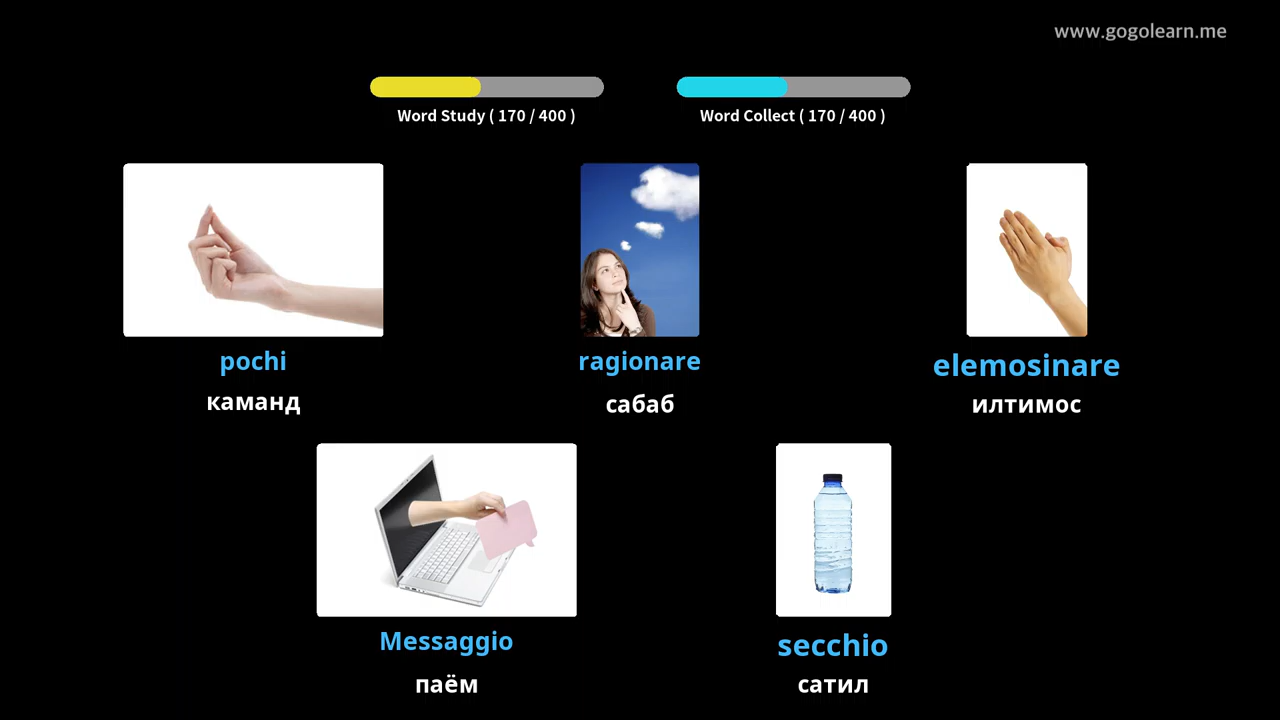 www.gogolearn.me
Word Study ( 170 / 400 )
Word Collect ( 170 / 400 )
pochi
каманд
ragionare
сабаб
elemosinare
илтимос
Messaggio
паём
secchio
сатил